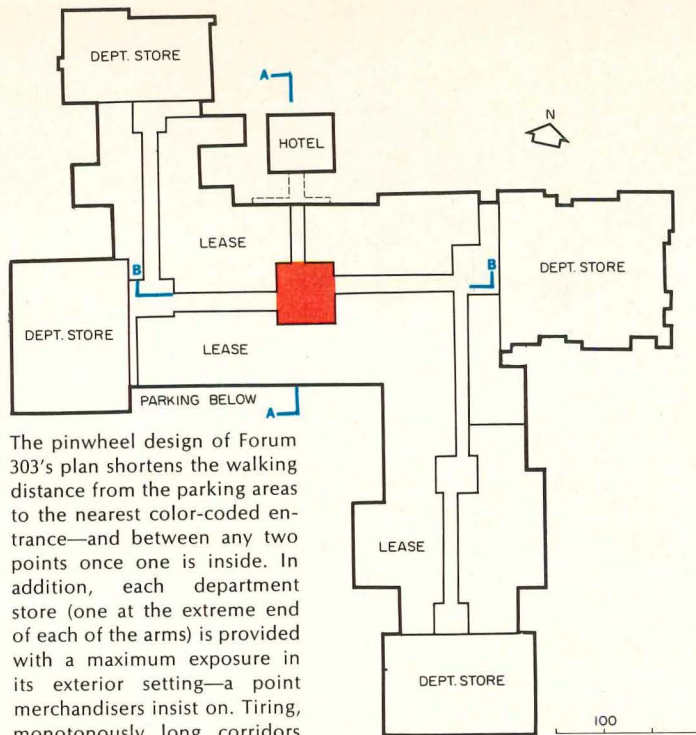 DEPT. STORE
A
HOTEL
N
LEASE
B
B
DEPT. STORE
DEPT. STORE
LEASE
PARKING BELOW
A
The pinwheel design of Forum
303's plan shortens the walking
distance from the parking areas
to the nearest color-coded en-
trance—and between any two
points once one is inside. In
addition, each department
store (one at the extreme end
of each of the arms) is provided
with a maximum exposure in
its exterior setting—a point
merchandisers insist on. Tiring,
monotonously long corridors
LEASE
DEPT. STORE
100